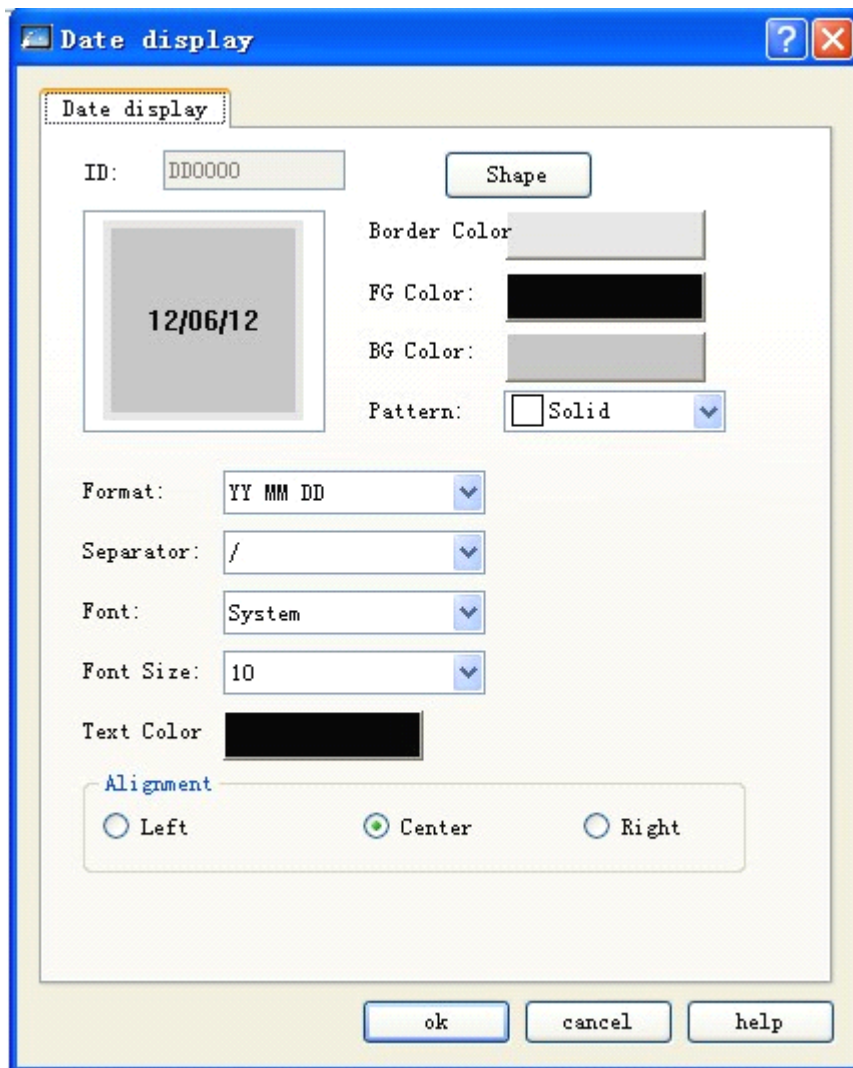 Date display
Date display
ID: DD0000 Shape
Border Color
FG Color:
12/06/12
BG Color:
Pattern: Solid
Format: YY MM DD
Separator: /
Font: System
Font Size: 10
Text Color
Alignment
Left Center Right
ok cancel help